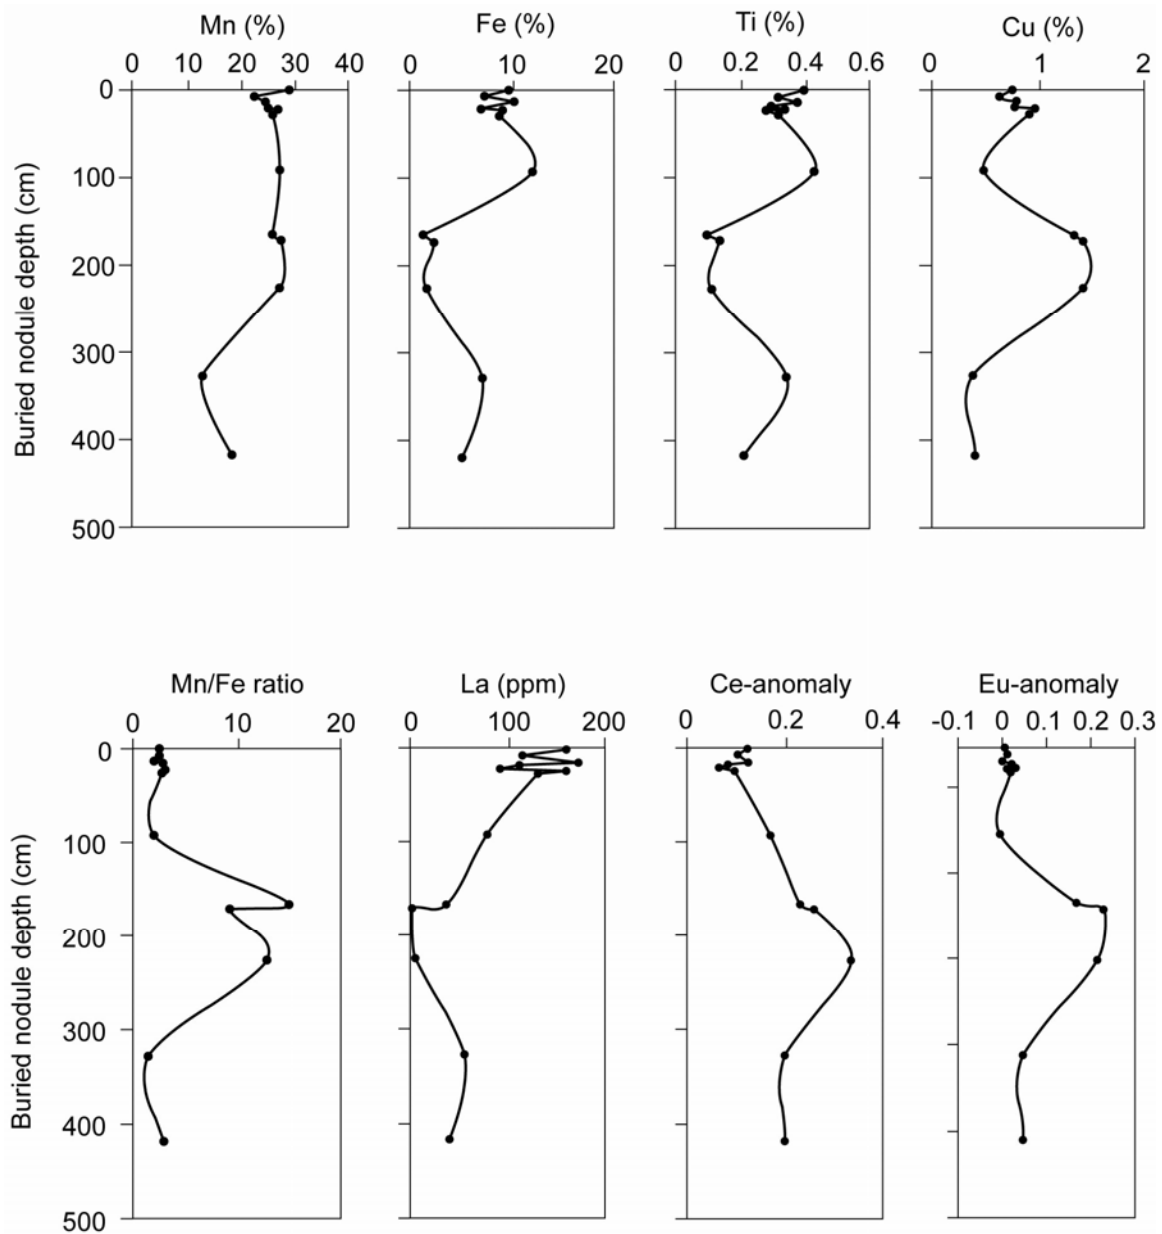 Mn (%) Fe (%) Ti (%) Cu (%)
0 10 20 30 40 0 10 20 0 0.2 0.4 0.6 0 1 2
0
100
200
300
400
500
Buried nodule depth (cm)
Mn/Fe ratio La (ppm) Ce-anomaly Eu-anomaly
0 10 20 0 100 200 0 0.2 0.4 -0.1 0 0.1 0.2 0.3
0
100
200
300
400
500
Buried nodule depth (cm)